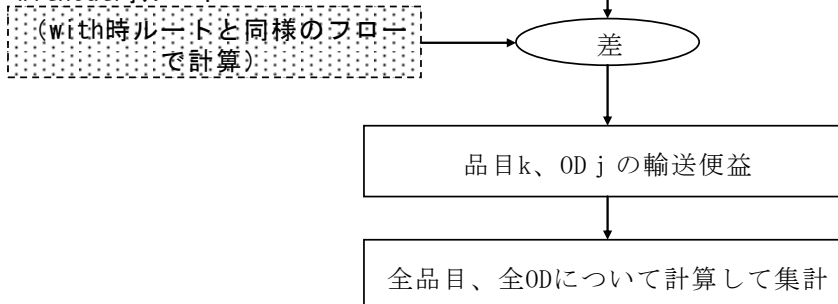 (with時ルートと同様のフロー
で計算)
差
品目k、OD j の輸送便益
全品目、全ODについて計算して集計